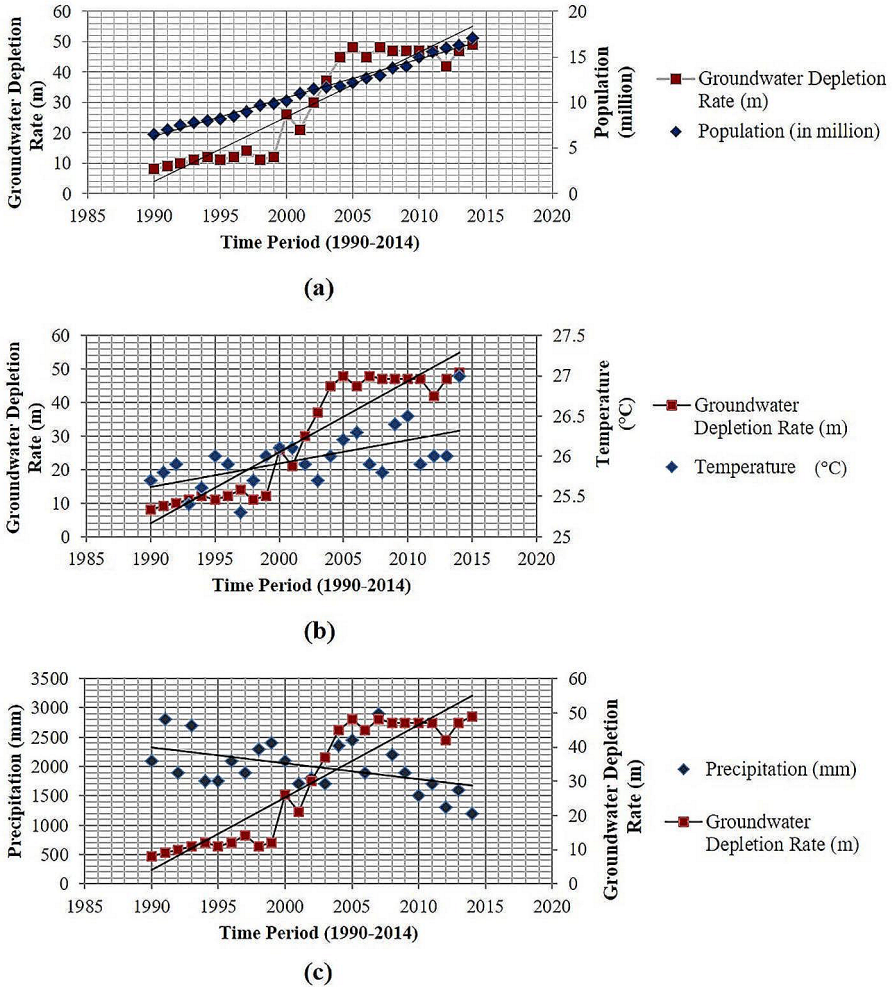 60
50
40
30
20
10
0
Groundwater Depletion
Rate (m)
20
15
10
5
0
Population
(million)
1985 1990 1995 2000 2005 2010 2015 2020
Time Period (1990-2014)
Groundwater Depletion
Rate (m)
Population (in million)
(a)
60
50
40
30
20
10
0
Groundwater Depletion
Rate (m)
27.5
27
26.5
26
25.5
25
Temperature
(°C)
1985 1990 1995 2000 2005 2010 2015 2020
Time Period (1990-2014)
Groundwater
Depletion Rate (m)
Temperature (°C)
(b)
3500
3000
2500
2000
1500
1000
500
0
Precipitation (mm)
60
50
40
30
20
10
0
Groundwater Depletion
Rate (m)
1985 1990 1995 2000 2005 2010 2015 2020
Time Period (1990-2014)
Precipitation (mm)
Groundwater
Depletion Rate (m)
(c)